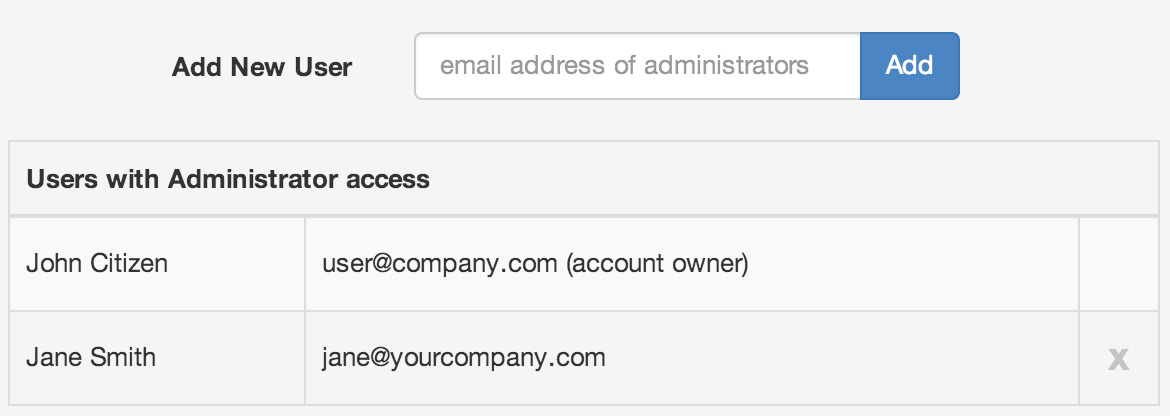 Add New User email address of administrators Add
Users with Administrator access
John Citizen user@company.com (account owner)
Jane Smith jane@yourcompany.com x